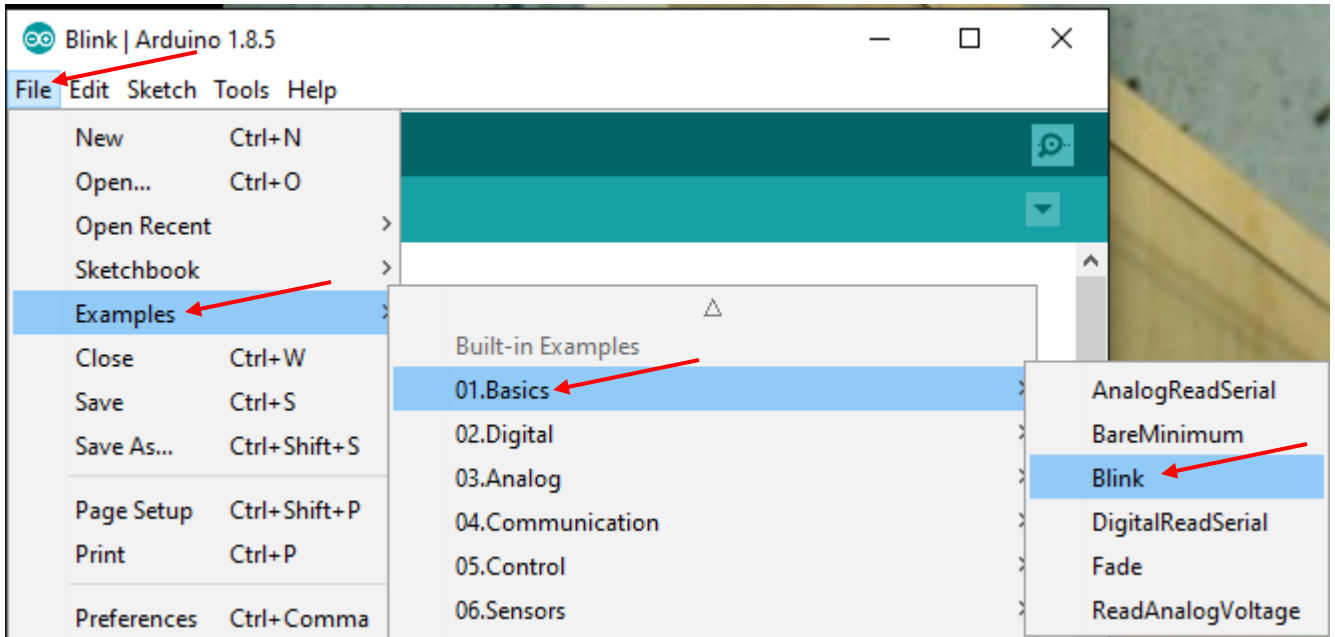 Blink | Arduino 1.8.5
File Edit Sketch Tools Help
New Ctrl+N
Open... Ctrl+O
Open Recent
Sketchbook
Examples
Close Ctrl+W
Save Ctrl+S
Save As... Ctrl+Shift+S
Page Setup Ctrl+Shift+P
Print Ctrl+P
Preferences Ctrl+Comma
Built-in Examples
01.Basics
02.Digital
03.Analog
04.Communication
05.Control
06.Sensors
AnalogReadSerial
BareMinimum
Blink
DigitalReadSerial
Fade
ReadAnalogVoltage